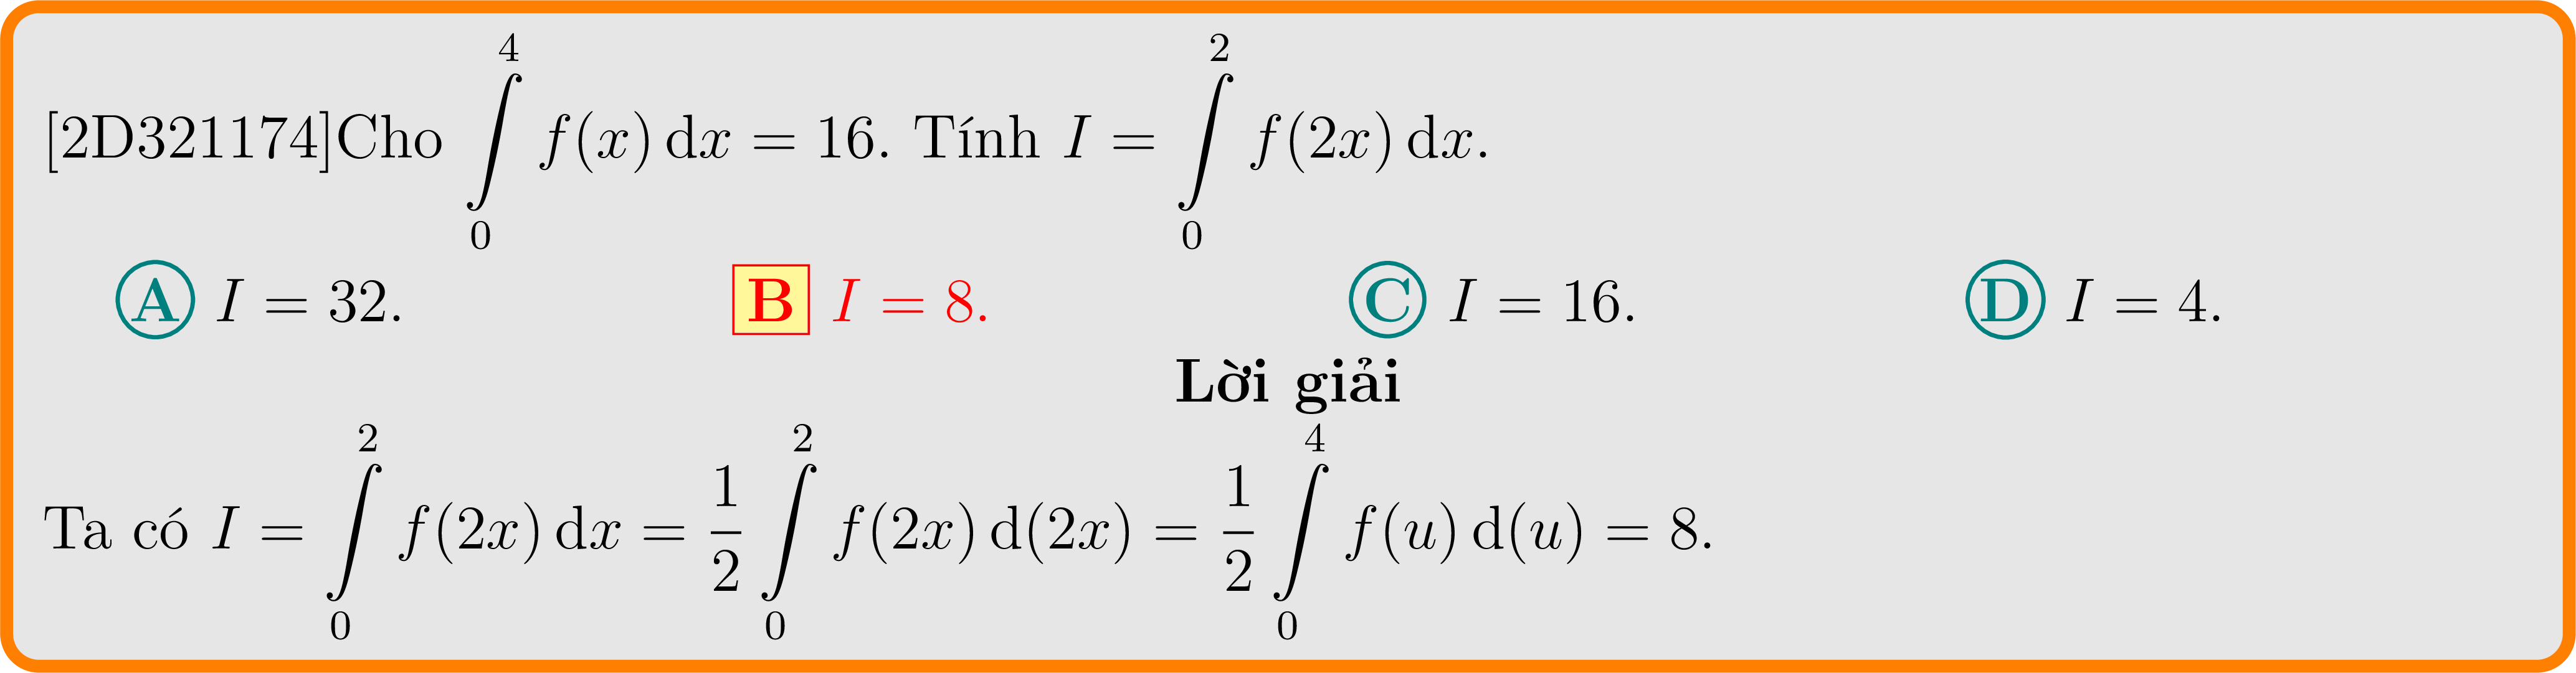 [2D321174]Cho $\int\limits_0^4 f(x)\,\mathrm{d}x = 16$. Tính $I = \int\limits_0^2 f(2x)\,\mathrm{d}x$.
A $I = 32$. B $I = 8$. C $I = 16$. D $I = 4$.
Lời giải
Ta có $I = \int\limits_0^2 f(2x)\,\mathrm{d}x = \frac{1}{2}\int\limits_0^2 f(2x)\,\mathrm{d}(2x) = \frac{1}{2}\int\limits_0^4 f(u)\,\mathrm{d}(u) = 8$.